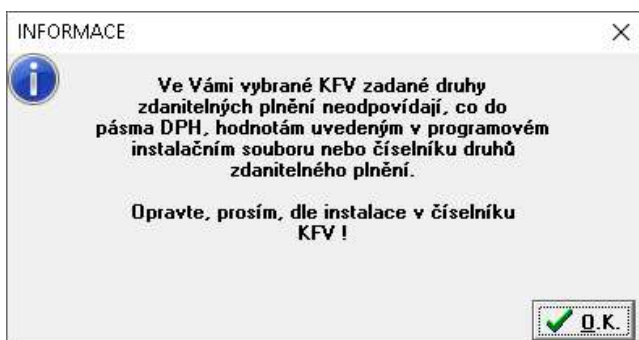 INFORMACE
Ve Vámi vybrané KFV zadané druhy
zdanitelných plnění neodpovídají, co do
pásma DPH, hodnotám uvedeným v programovém
instalačním souboru nebo číselníku druhů
zdanitelného plnění.
Opravte, prosím, dle instalace v číselníku
KFV !
O.K.